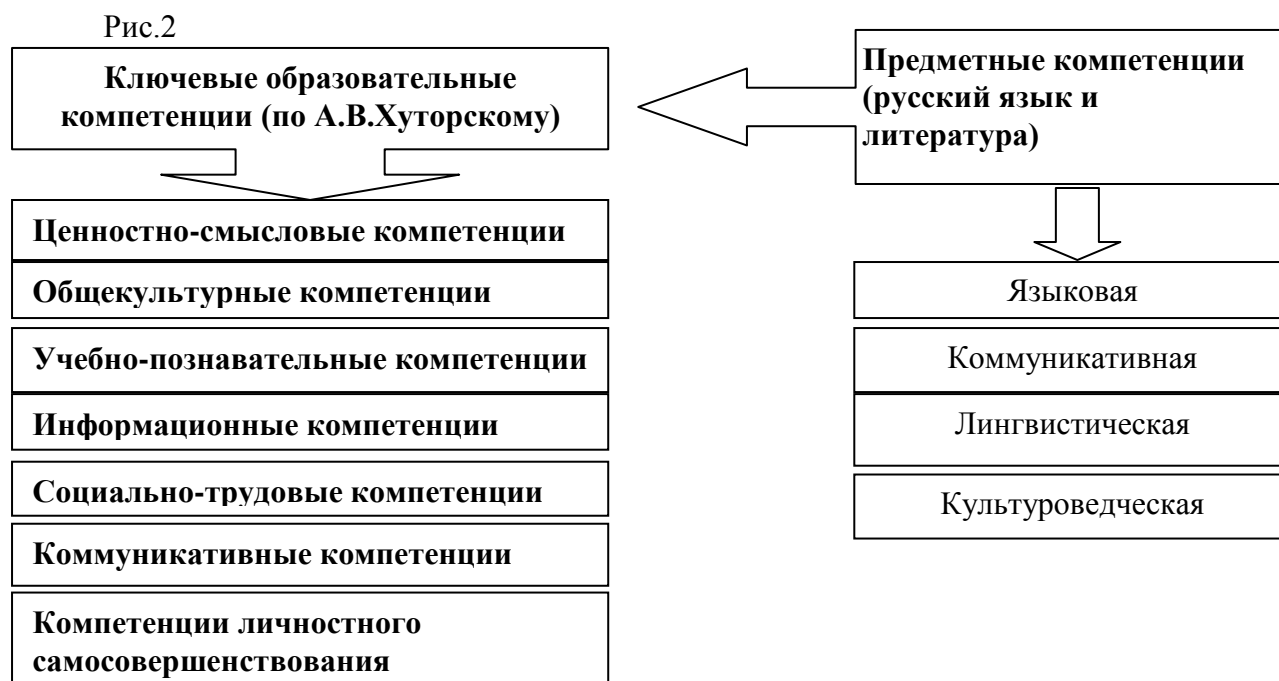 Рис.2
Ключевые образовательные
компетенции (по А.В.Хуторскому)
Ценностно-смысловые компетенции
Общекультурные компетенции
Учебно-познавательные компетенции
Информационные компетенции
Социально-трудовые компетенции
Коммуникативные компетенции
Компетенции личностного
самосовершенствования
Предметные компетенции
(русский язык и
литература)
Языковая
Коммуникативная
Лингвистическая
Культуроведческая